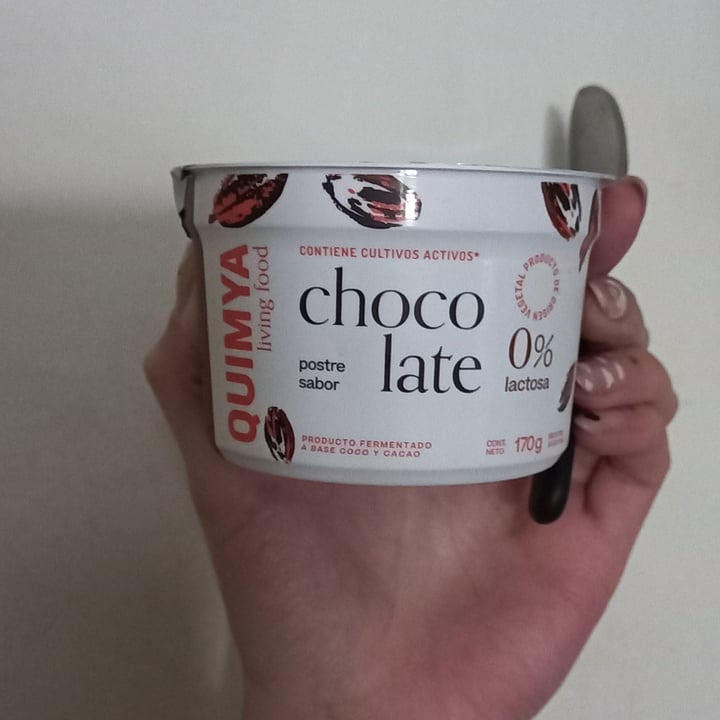 QUIMYA
living food
CONTIENE CULTIVOS ACTIVOS*
choco
late
postre
sabor
PRODUCTO DE ORIGEN VEGETAL
0%
lactosa
PRODUCTO FERMENTADO
A BASE COCO Y CACAO
CONT.
NETO
170g